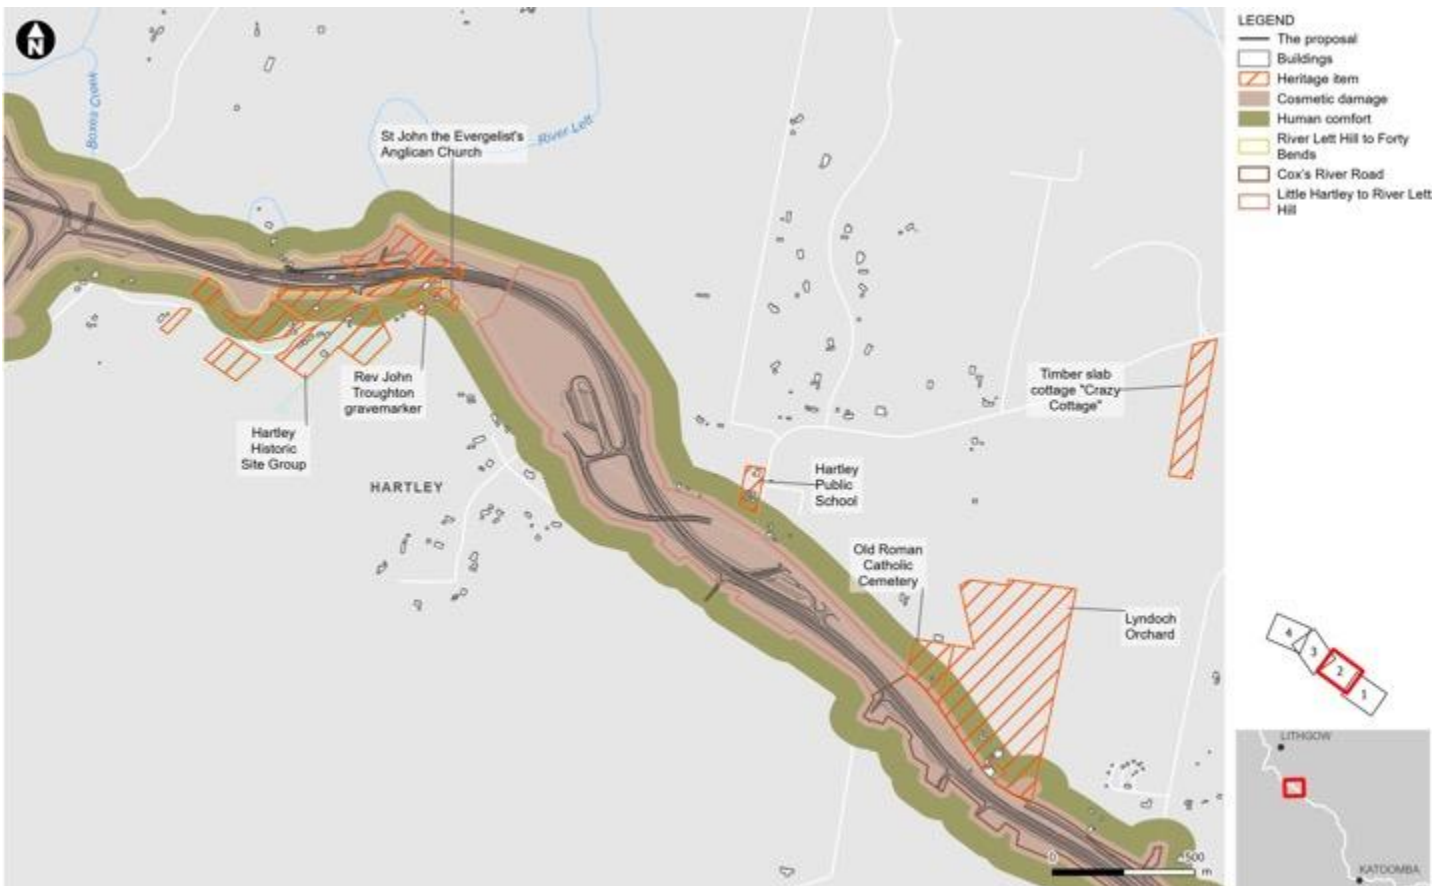 N
Boxes Creek
River Lett
St John the Evergelist's
Anglican Church
Rev John
Troughton
gravemarker
Hartley
Historic
Site Group
HARTLEY
Hartley
Public
School
Timber slab
cottage "Crazy
Cottage"
Old Roman
Catholic
Cemetery
Lyndoch
Orchard
0
500
m
LEGEND
The proposal
Buildings
Heritage item
Cosmetic damage
Human comfort
River Lett Hill to Forty
Bends
Cox's River Road
Little Hartley to River Lett
Hill
4
3
2
1
LITHGOW
KATOOMBA